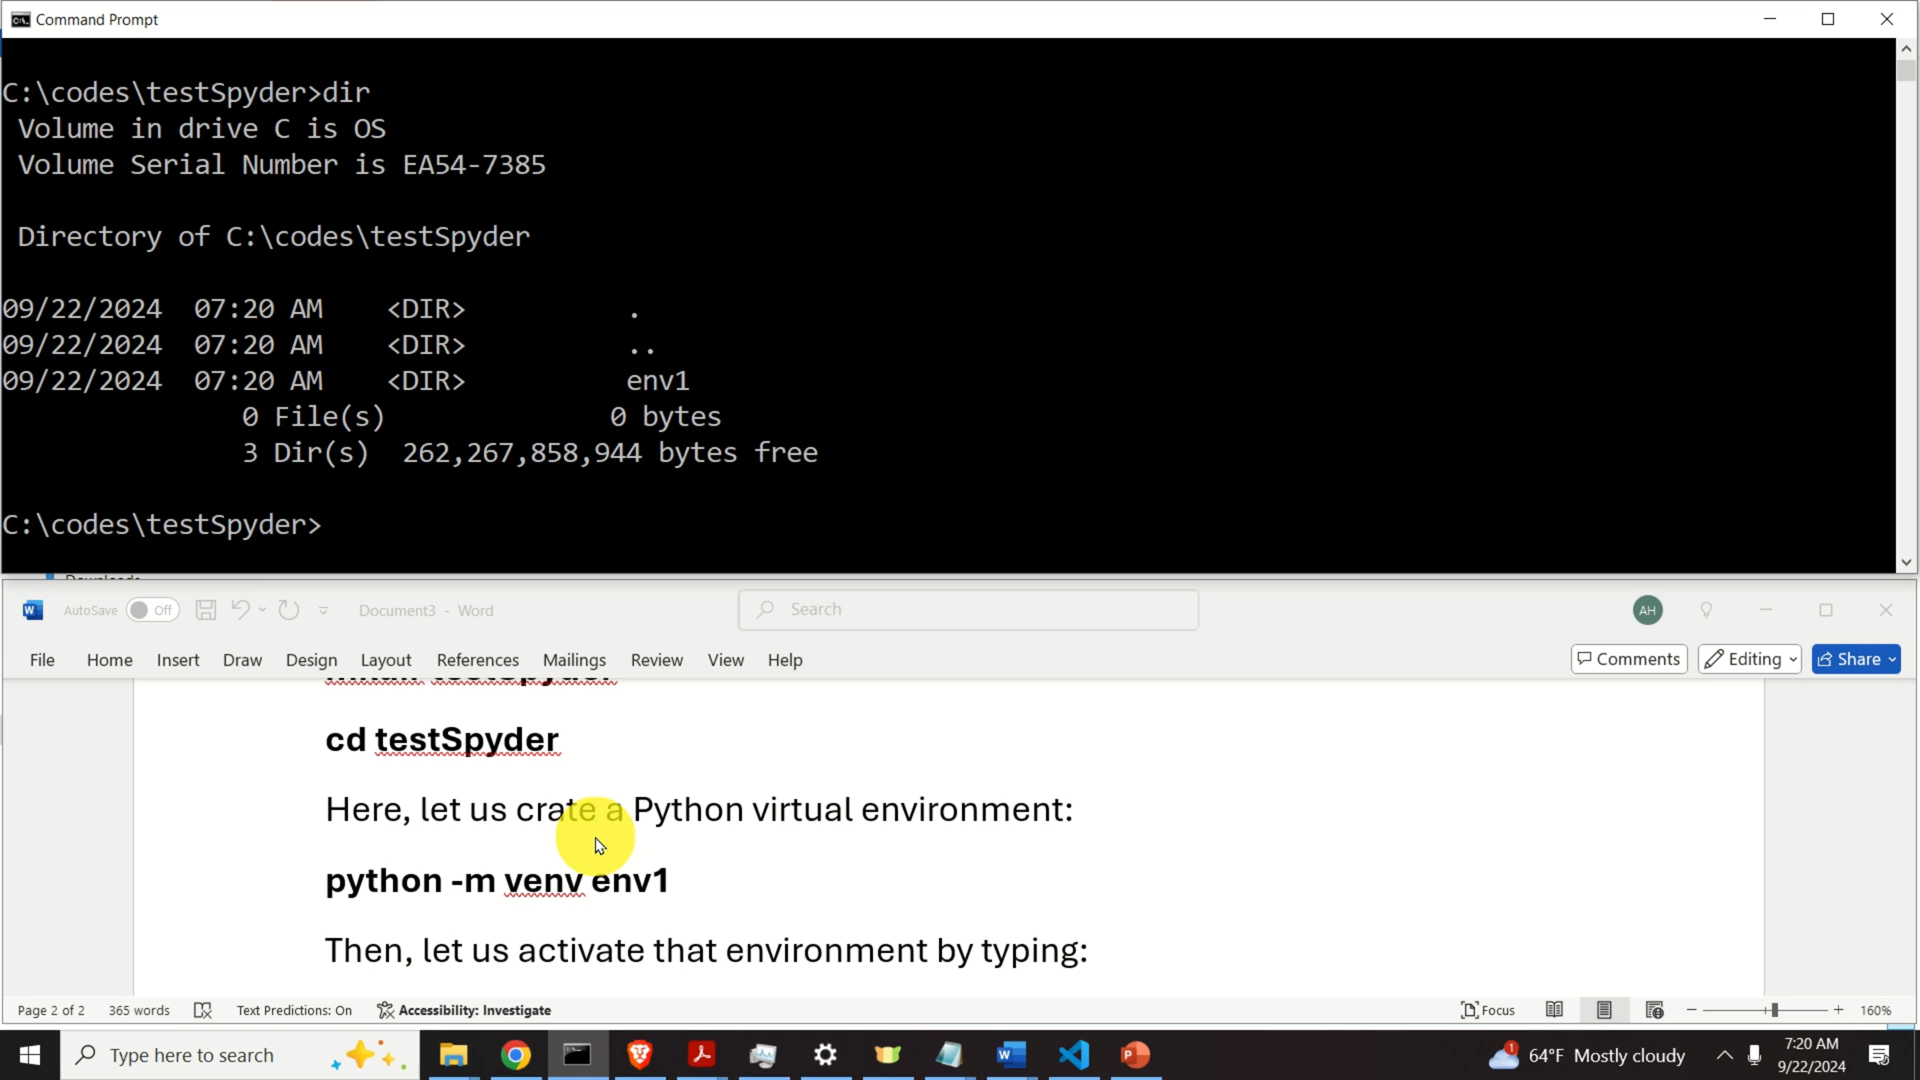 Command Prompt
C:\codes\testSpyder>dir
Volume in drive C is OS
Volume Serial Number is EA54-7385
Directory of C:\codes\testSpyder
09/22/2024 07:20 AM <DIR> .
09/22/2024 07:20 AM <DIR> ..
09/22/2024 07:20 AM <DIR> env1
0 File(s) 0 bytes
3 Dir(s) 262,267,858,944 bytes free
C:\codes\testSpyder>
AutoSave Off Document3 - Word Search AH
File Home Insert Draw Design Layout References Mailings Review View Help Comments Editing Share
mkdir testSpyder
cd testSpyder
Here, let us crate a Python virtual environment:
python -m venv env1
Then, let us activate that environment by typing:
Page 2 of 2 365 words Text Predictions: On Accessibility: Investigate Focus 160%
Type here to search 1 64°F Mostly cloudy 7:20 AM
9/22/2024